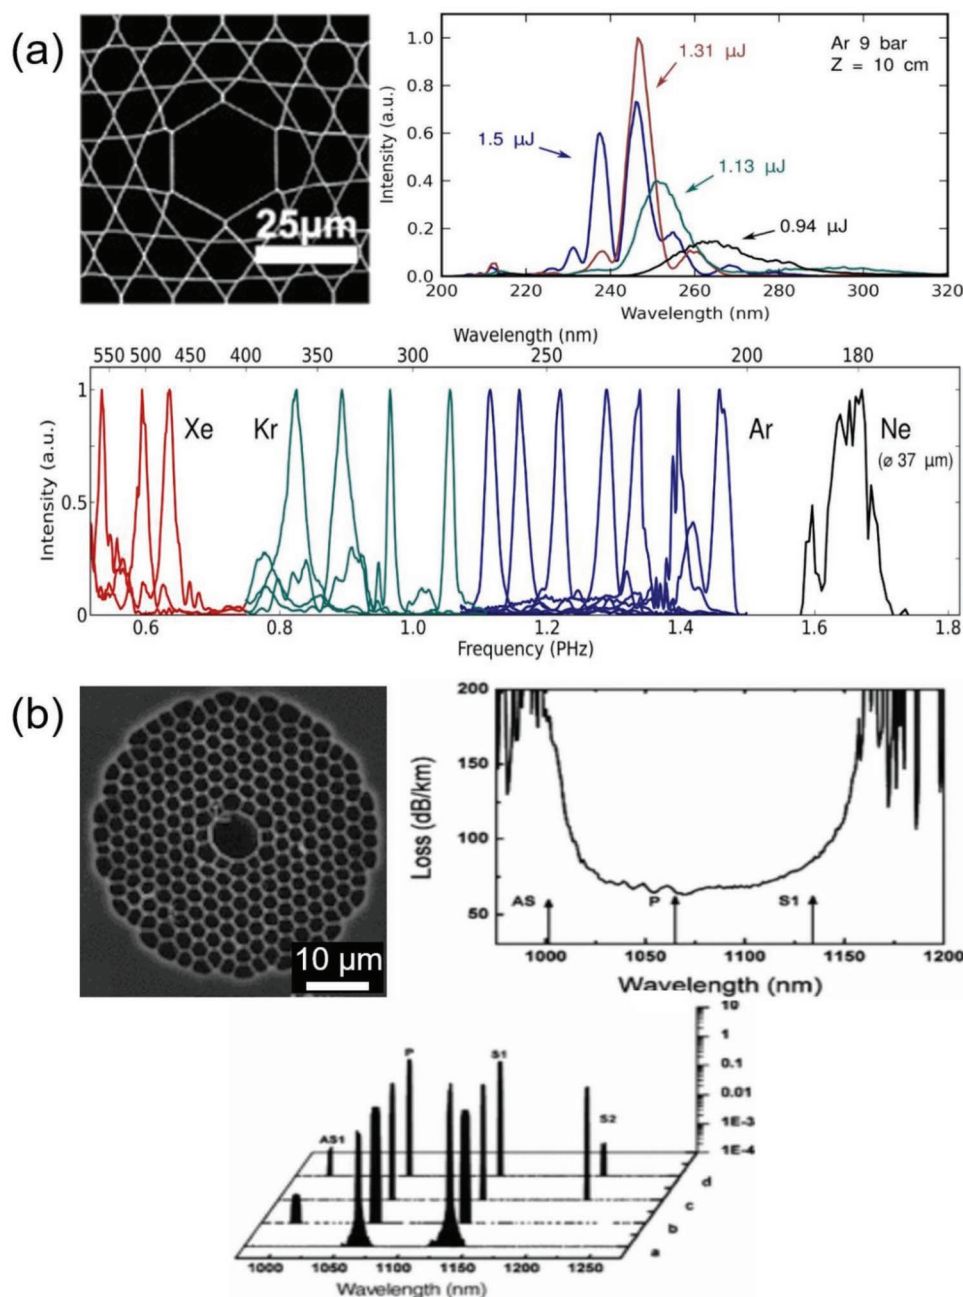 (a)
25μm
Intensity (a.u.)
1.0
0.8
0.6
0.4
0.2
0.0
200 220 240 260 280 300 320
Wavelength (nm)
1.31 μJ
1.5 μJ
1.13 μJ
0.94 μJ
Ar 9 bar
Z = 10 cm
Wavelength (nm)
550 500 450 400 350 300 250 200 180
Intensity (a.u.)
1
0.5
0
Xe Kr Ar Ne
(ø 37 μm)
0.6 0.8 1.0 1.2 1.4 1.6 1.8
Frequency (PHz)
(b)
10 μm
Loss (dB/km)
200
150
100
50
AS P S1
1000 1050 1100 1150 1200
Wavelength (nm)
10
1
0.1
0.01
1E-3
1E-4
P S1
AS1 S2
d
c
b
a
1000 1050 1100 1150 1200 1250
Wavelength (nm)